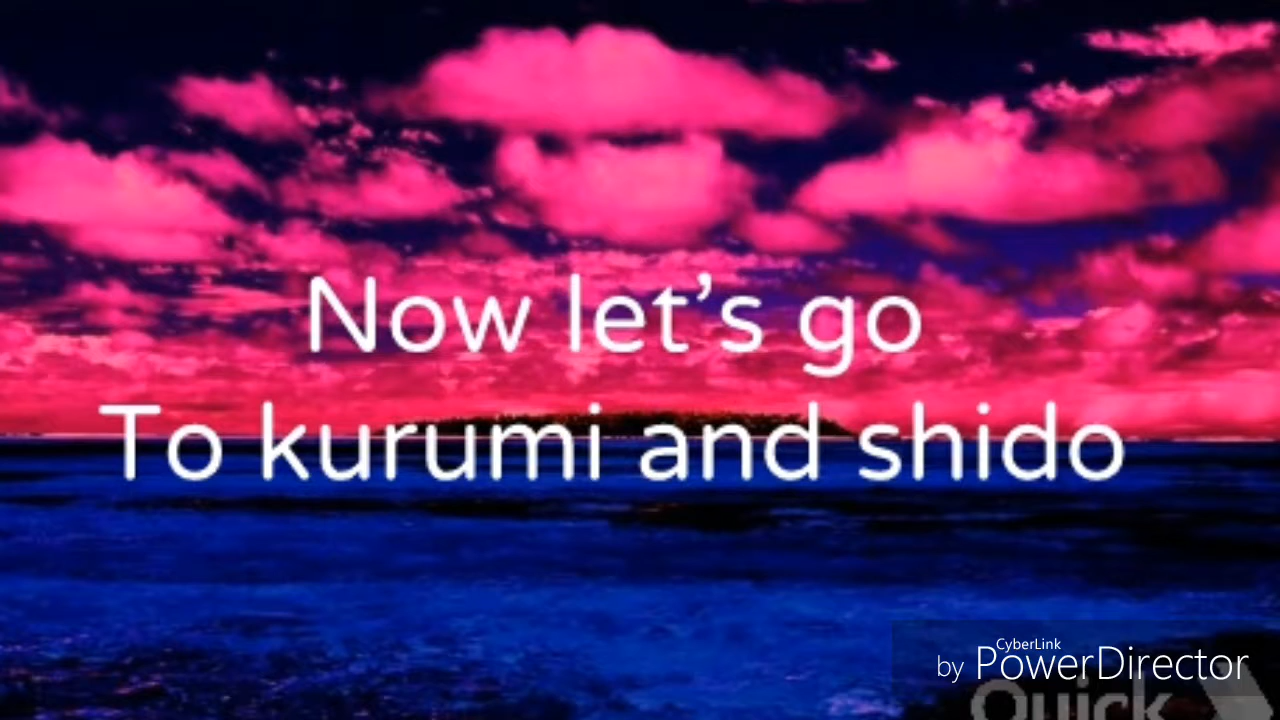 Now let's go
To kurumi and shido
CyberLink
by PowerDirector
Quick